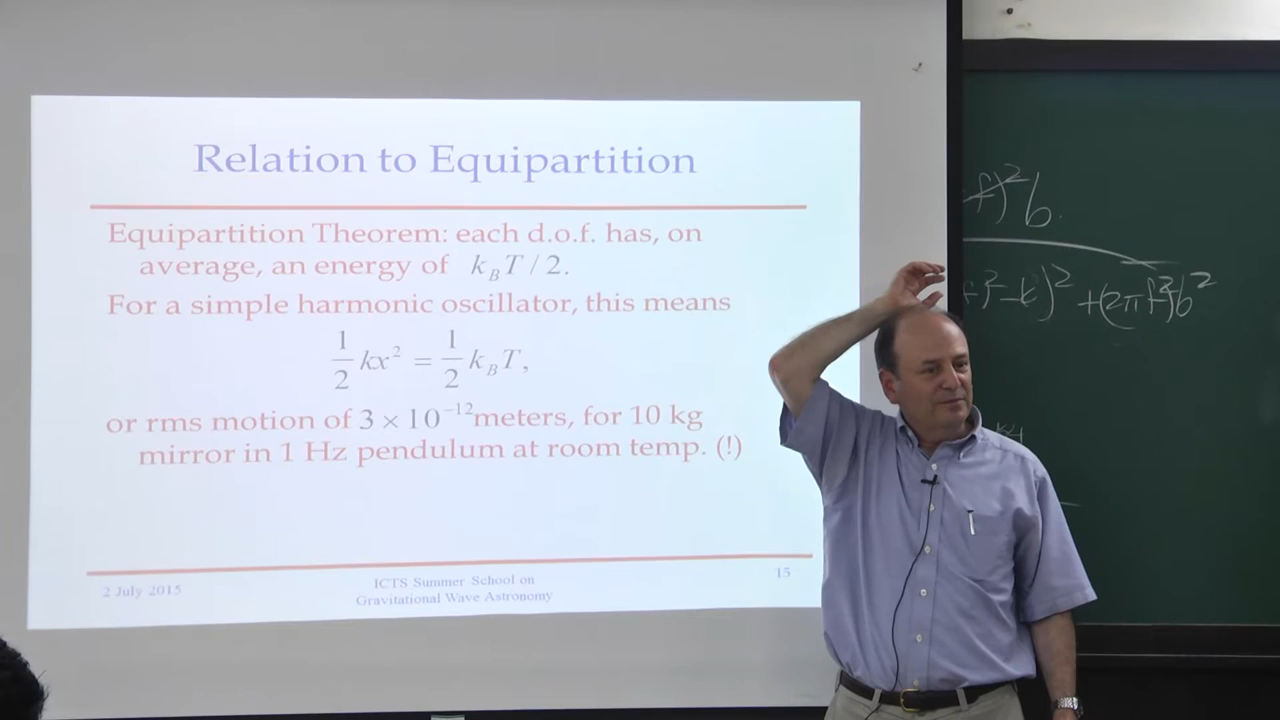 Relation to Equipartition
Equipartition Theorem: each d.o.f. has, on
average, an energy of k_B T / 2.
For a simple harmonic oscillator, this means
1/2 kx² = 1/2 k_B T,
or rms motion of 3 × 10⁻¹² meters, for 10 kg
mirror in 1 Hz pendulum at room temp. (!)
2 July 2015
ICTS Summer School on
Gravitational Wave Astronomy
15
f)² b